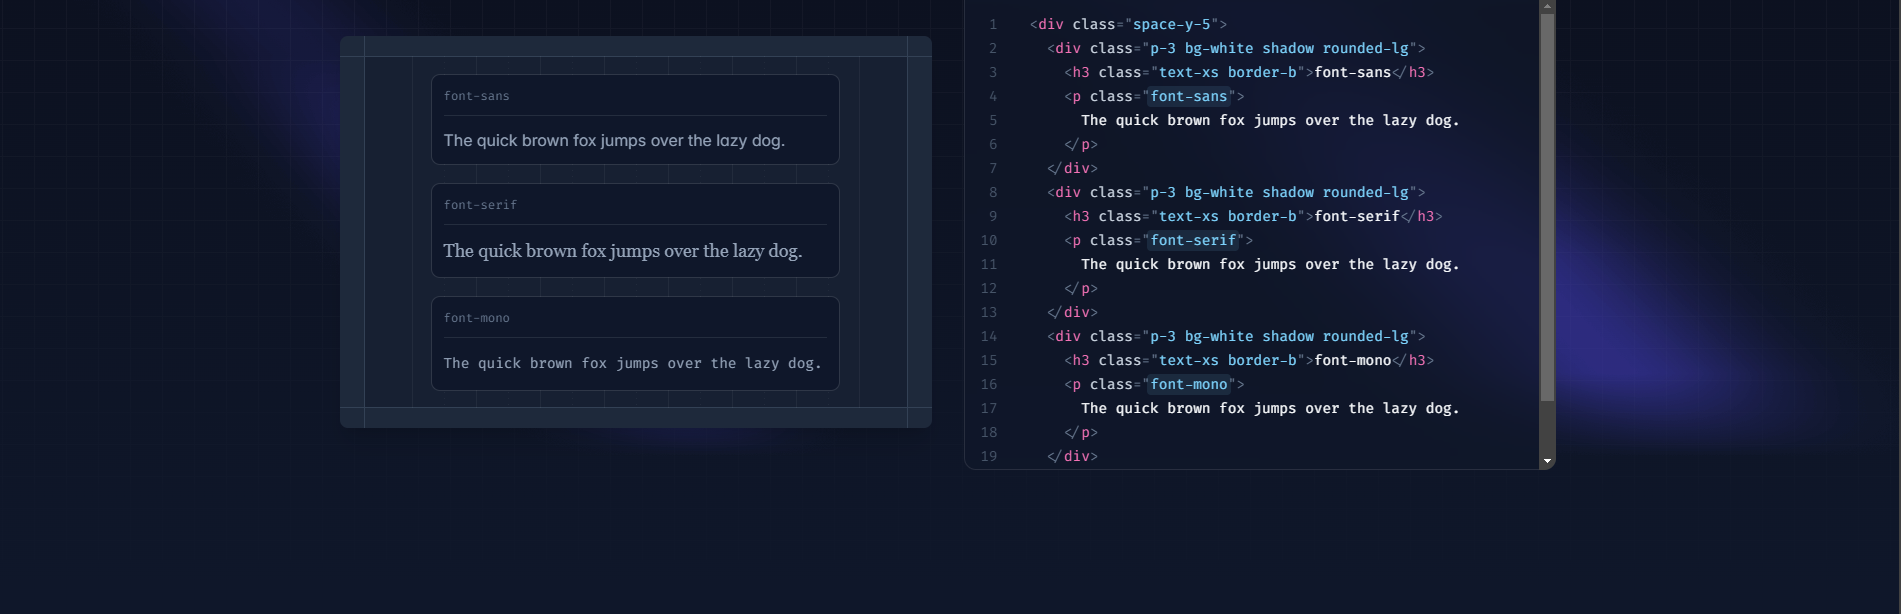 font-sans
The quick brown fox jumps over the lazy dog.
font-serif
The quick brown fox jumps over the lazy dog.
font-mono
The quick brown fox jumps over the lazy dog.
1 <div class="space-y-5">
2 <div class="p-3 bg-white shadow rounded-lg">
3 <h3 class="text-xs border-b">font-sans</h3>
4 <p class="font-sans">
5 The quick brown fox jumps over the lazy dog.
6 </p>
7 </div>
8 <div class="p-3 bg-white shadow rounded-lg">
9 <h3 class="text-xs border-b">font-serif</h3>
10 <p class="font-serif">
11 The quick brown fox jumps over the lazy dog.
12 </p>
13 </div>
14 <div class="p-3 bg-white shadow rounded-lg">
15 <h3 class="text-xs border-b">font-mono</h3>
16 <p class="font-mono">
17 The quick brown fox jumps over the lazy dog.
18 </p>
19 </div>